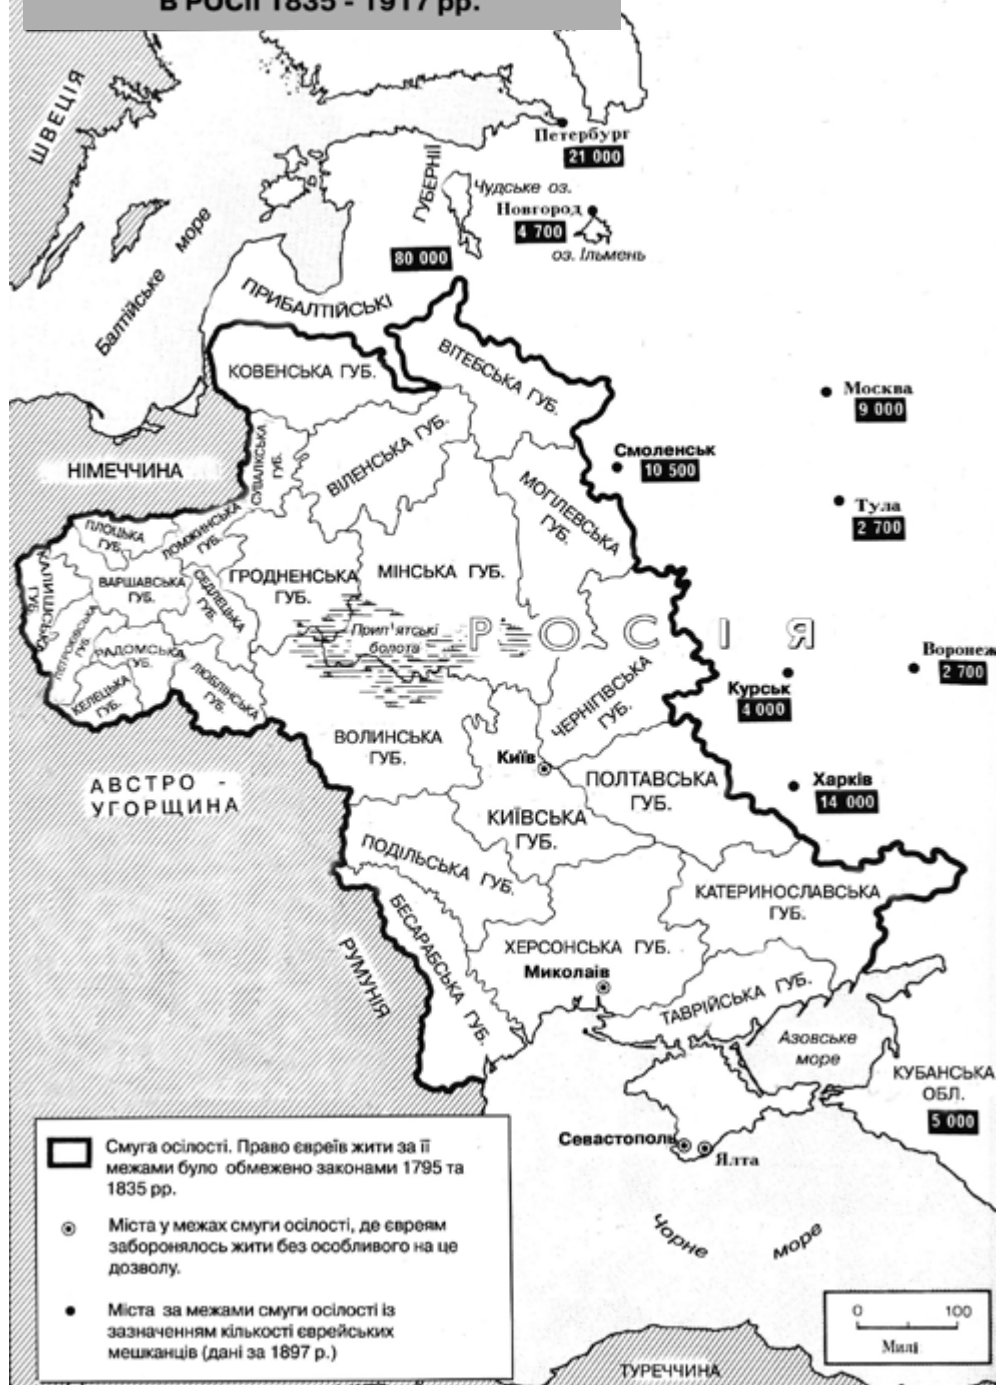 В РОСІЇ 1835 - 1917 рр.
ШВЕЦІЯ
Петербург
21 000
ГУБЕРНІЇ
Чудське оз.
Новгород
4 700
оз. Ільмень
80 000
Балтійське море
ПРИБАЛТІЙСЬКІ
КОВЕНСЬКА ГУБ.
ВІТЕБСЬКА ГУБ.
Москва
9 000
Смоленськ
10 500
НІМЕЧЧИНА
СУВАЛКСЬКА
ГУБ.
ВІЛЕНСЬКА ГУБ.
МОГІЛЕВСЬКА
ГУБ.
Тула
2 700
ПЛОЦЬКА
ГУБ.
ЛОМЖИНСЬКА
ГУБ.
КАЛИШСЬКА
ГУБ.
ВАРШАВСЬКА
ГУБ.
СЕДЛЕЦЬКА
ГУБ.
ГРОДНЕНСЬКА
ГУБ.
МІНСЬКА ГУБ.
ПЕТРОКІВСЬКА
ГУБ.
РАДОМСЬКА
ГУБ.
КЕЛЕЦЬКА
ГУБ.
ЛЮБЛІНСЬКА
ГУБ.
Прип'ятські
болота
РОСІЯ
Воронеж
2 700
Курськ
4 000
ЧЕРНІГІВСЬКА
ГУБ.
ВОЛИНСЬКА
ГУБ.
Київ
ПОЛТАВСЬКА
ГУБ.
Харків
14 000
АВСТРО -
УГОРЩИНА
КИЇВСЬКА
ГУБ.
ПОДІЛЬСЬКА ГУБ.
КАТЕРИНОСЛАВСЬКА
ГУБ.
БЕСАРАБСЬКА ГУБ.
РУМУНІЯ
ХЕРСОНСЬКА ГУБ.
Миколаїв
ТАВРІЙСЬКА ГУБ.
Азовське
море
КУБАНСЬКА
ОБЛ.
5 000
Севастополь
Ялта
Чорне море
Смуга осілості. Право євреїв жити за її
межами було обмежено законами 1795 та
1835 рр.
Міста у межах смуги осілості, де євреям
заборонялось жити без особливого на це
дозволу.
Міста за межами смуги осілості із
зазначенням кількості єврейських
мешканців (дані за 1897 р.)
0 100
Милі
ТУРЕЧЧИНА